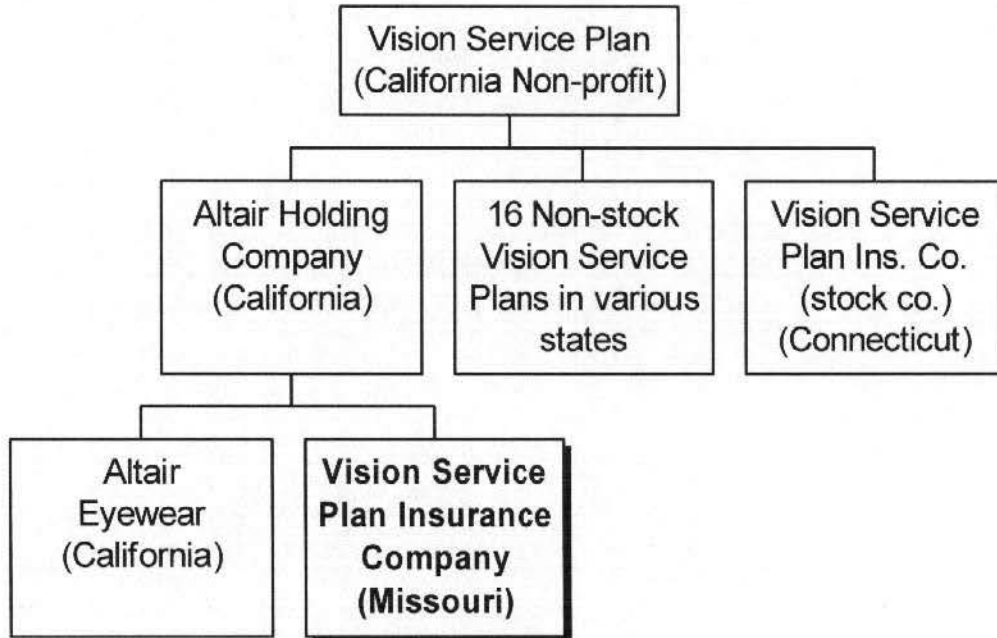 Vision Service Plan
(California Non-profit)
Altair Holding
Company
(California)
16 Non-stock
Vision Service
Plans in various
states
Vision Service
Plan Ins. Co.
(stock co.)
(Connecticut)
Altair
Eyewear
(California)
Vision Service
Plan Insurance
Company
(Missouri)